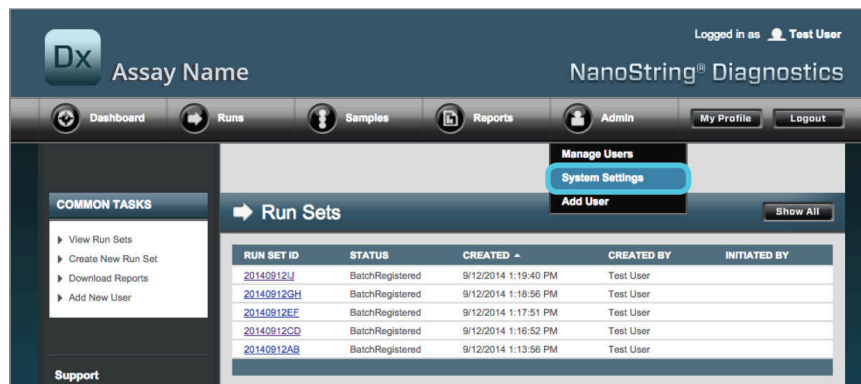 Logged in as Test User
Dx Assay Name
NanoString® Diagnostics
Dashboard Runs Samples Reports Admin My Profile Logout
Manage Users
System Settings
Add User
COMMON TASKS
View Run Sets
Create New Run Set
Download Reports
Add New User
Support
Run Sets Show All
RUN SET ID STATUS CREATED CREATED BY INITIATED BY
20140912IJ BatchRegistered 9/12/2014 1:19:40 PM Test User
20140912GH BatchRegistered 9/12/2014 1:18:56 PM Test User
20140912EF BatchRegistered 9/12/2014 1:17:51 PM Test User
20140912CD BatchRegistered 9/12/2014 1:16:52 PM Test User
20140912AB BatchRegistered 9/12/2014 1:13:56 PM Test User